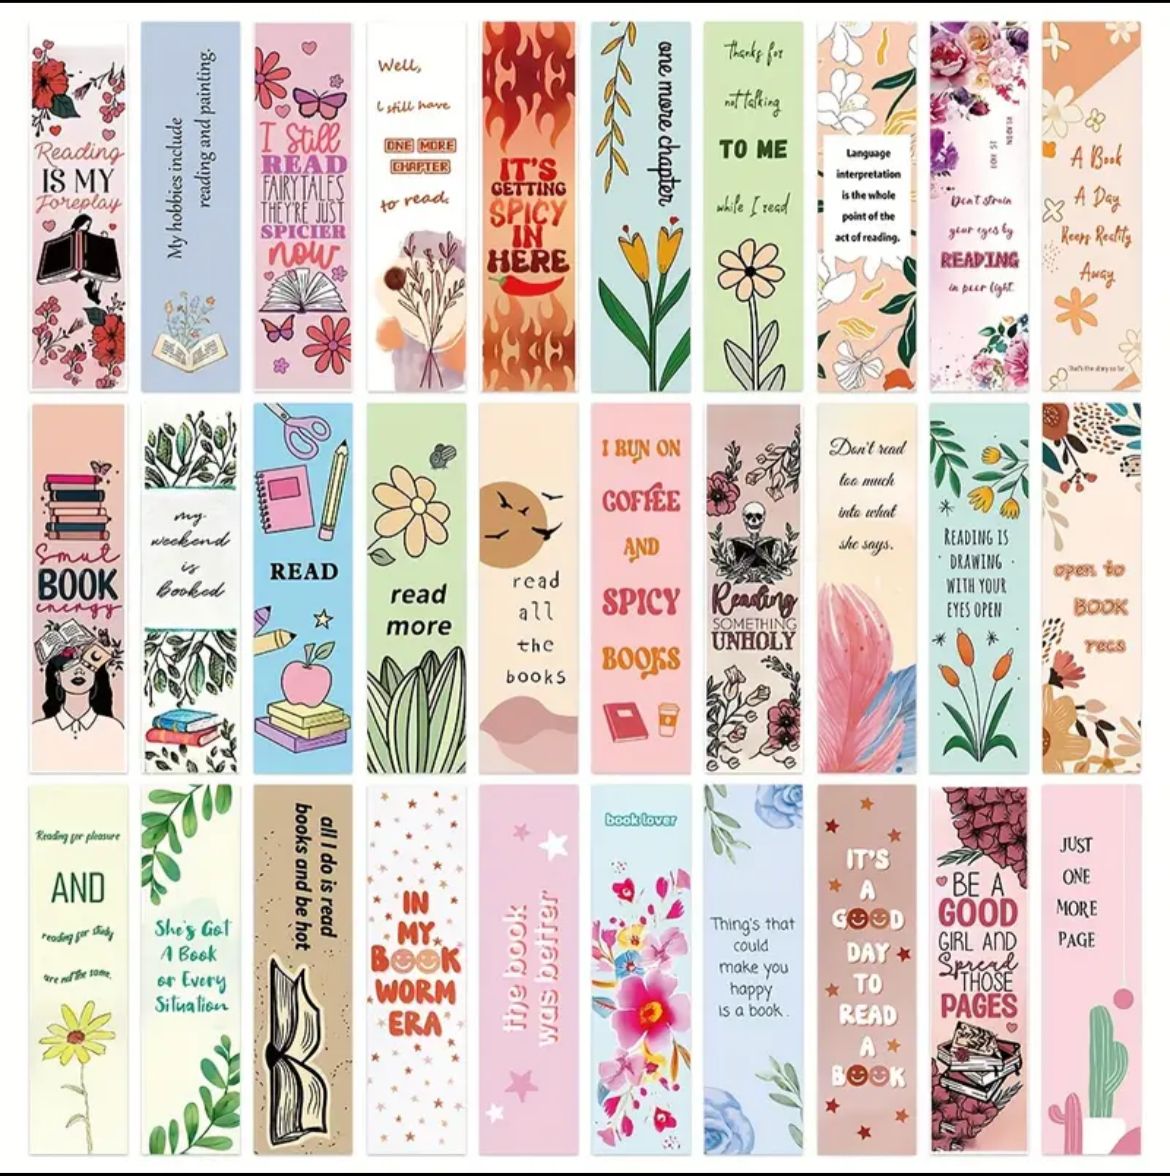 Reading
IS MY
Foreplay
My hobbies include
reading and painting.
I Still
READ
FAIRYTALES
THEY'RE JUST
SPICIER
now
Well,
I still have
ONE MORE
CHAPTER
to read.
IT'S
GETTING
SPICY
IN
HERE
one more chapter
thanks for
not talking
TO ME
while I read
Language
interpretation
is the whole
point of the
act of reading.
Don't strain
your eyes by
READING
in poor light.
A Book
A Day
Keeps Reality
Away
That's the story so far
Smut
BOOK
energy
my
weekend
is
Booked
READ
read
more
read
all
the
books
I RUN ON
COFFEE
AND
SPICY
BOOKS
Reading
SOMETHING
UNHOLY
Don't read
too much
into what
she says.
READING IS
DRAWING
WITH YOUR
EYES OPEN
open to
BOOK
recs
Reading for pleasure
AND
reading for study
are not the same.
She's Got
A Book
or Every
Situation
all I do is read
books and be hot
IN
MY
BOOK
WORM
ERA
the book
was better
book lover
Thing's that
could
make you
happy
is a book.
IT'S
A
GOOD
DAY
TO
READ
A
BOOK
BE A
GOOD
GIRL AND
Spread
THOSE
PAGES
JUST
ONE
MORE
PAGE